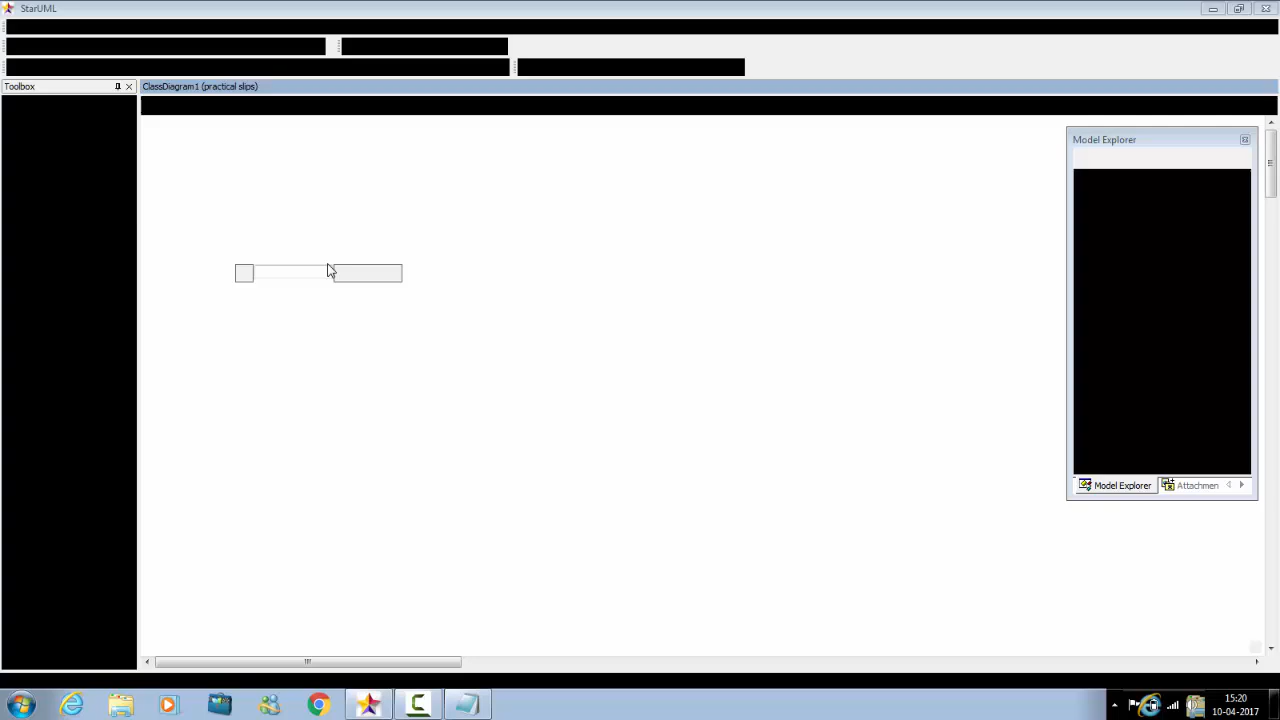 StarUML
Toolbox
ClassDiagram1 (practical slips)
Model Explorer
Model Explorer
Attachmen
15:20
10-04-2017